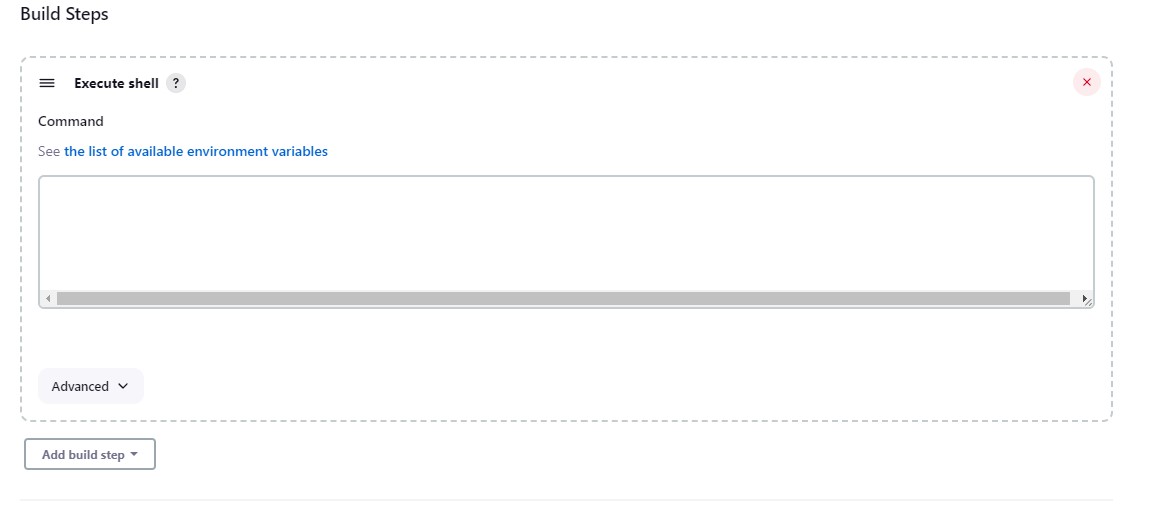 Build Steps
Execute shell ?
Command
See the list of available environment variables
Advanced
Add build step